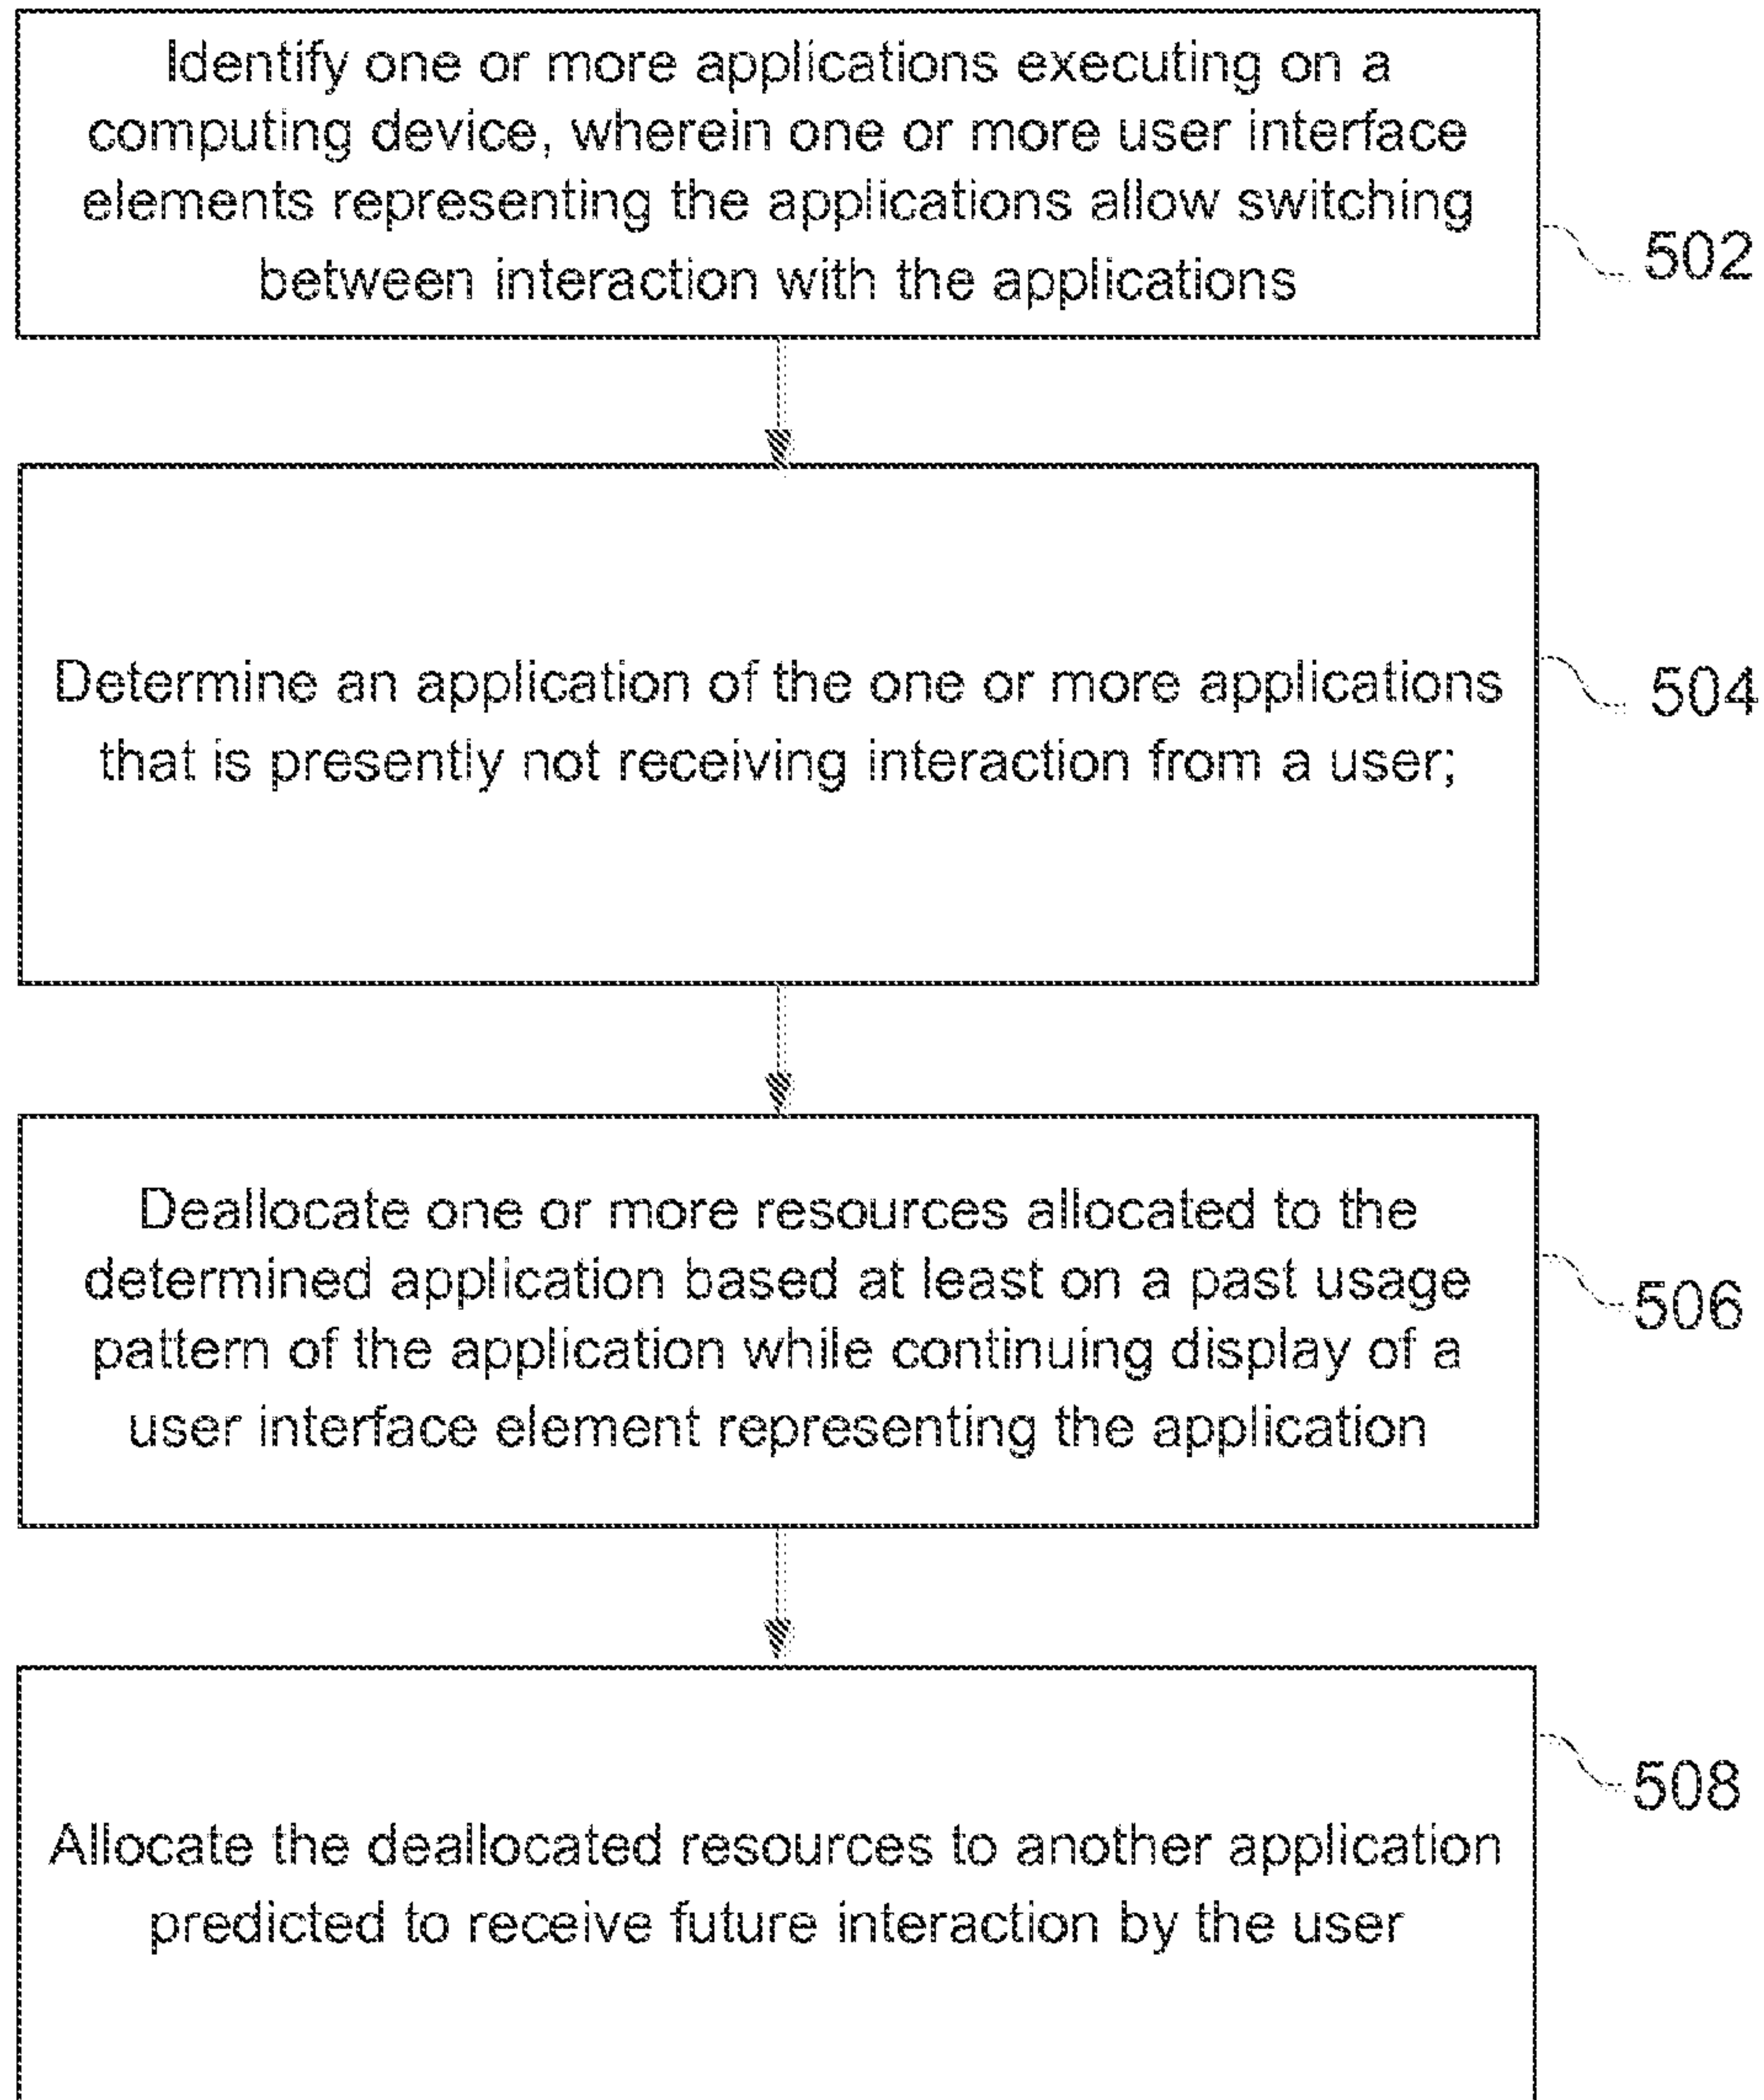 Identify one or more applications executing on a
computing device, wherein one or more user interface
elements representing the applications allow switching
between interaction with the applications
502
Determine an application of the one or more applications
that is presently not receiving interaction from a user;
504
Deallocate one or more resources allocated to the
determined application based at least on a past usage
pattern of the application while continuing display of a
user interface element representing the application
506
Allocate the deallocated resources to another application
predicted to receive future interaction by the user
508